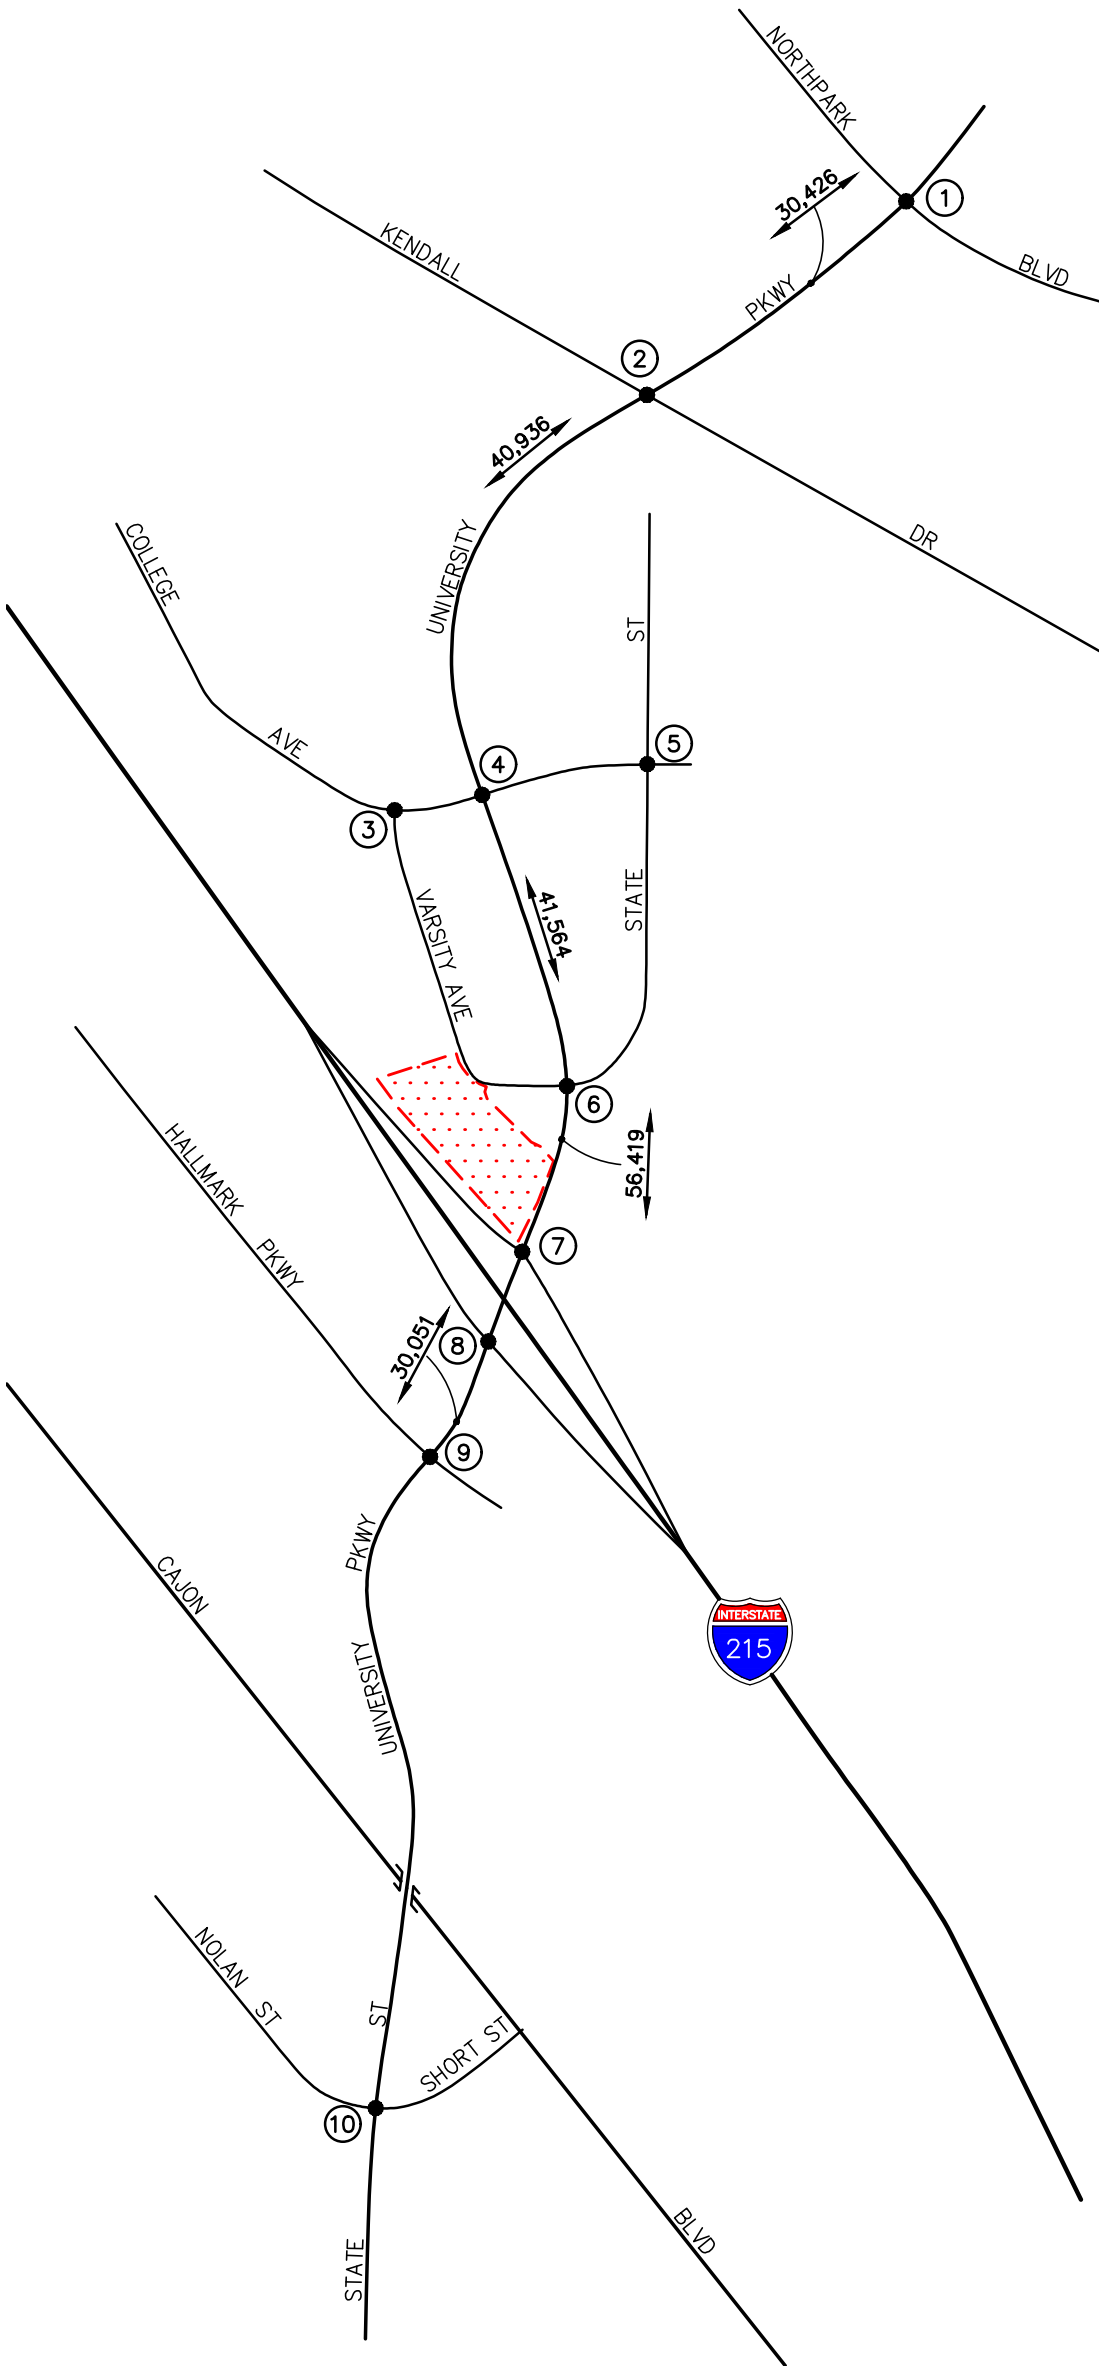 NORTHPARK
1
30,426
KENDALL
BLVD
PKWY
2
40,936
UNIVERSITY
COLLEGE
DR
ST
AVE
5
4
3
STATE
VARSITY AVE
41,564
6
HALLMARK
56,419
PKWY
7
30,051
8
9
PKWY
CAJON
INTERSTATE
215
UNIVERSITY
NOLAN ST
ST
SHORT ST
10
BLVD
STATE